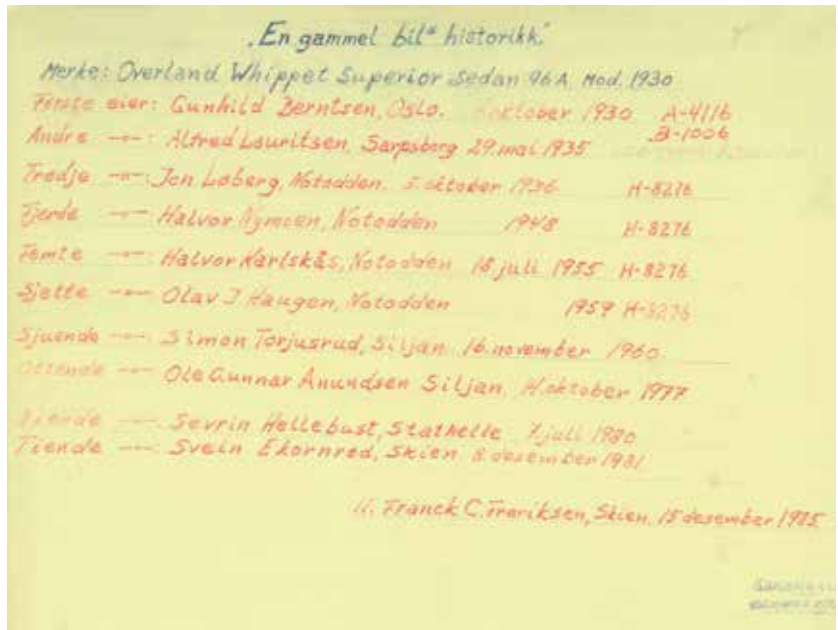 "En gammel bil" historikk."
Merke: Overland Whippet Superior Sedan 96A. Mod. 1930
Første eier: Gunhild Berntsen, Oslo. oktober 1930 A-4116
B-1006
Andre -"-: Alfred Lauritsen, Sarpsborg 29. mai 1935
Tredje -"-: Jon Løberg, Notodden. 5. oktober 1936 H-8276
Fjerde -"- Halvor Nymoen, Notodden 1948 H-8276
Femte -"-: Halvor Karlskås, Notodden 18. juli 1955 H-8276
Sjette -"- Olav J Haugen, Notodden 1959 H-8276
Sjuende -"-: Simon Torjusrud, Siljan. 16. november 1960.
Ottende -"- Ole Gunnar Anundsen Siljan, oktober 1977
Niende -"- Sevrin Hellebust, Stathelle 7. juli 1980
Tiende -"- Svein Ekornrød, Skien 8. desember 1981
11. Franck C. Freriksen, Skien, 15 desember 1985